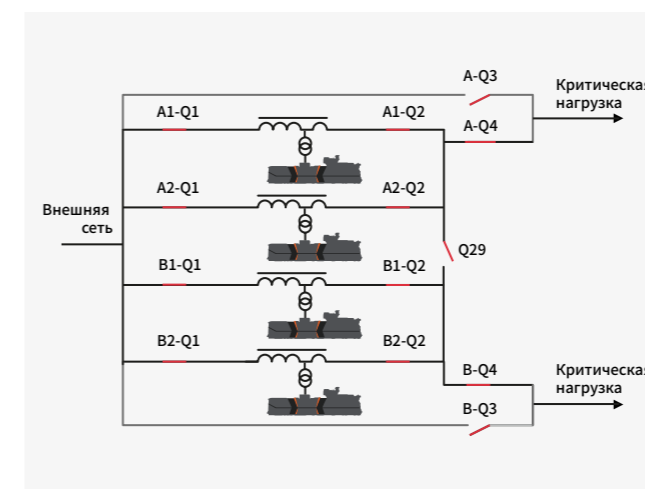 A-Q3
Критическая
нагрузка
A1-Q1
A1-Q2
A-Q4
A2-Q1
A2-Q2
Внешняя
сеть
Q29
B1-Q1
B1-Q2
B2-Q1
B2-Q2
B-Q4
Критическая
нагрузка
B-Q3